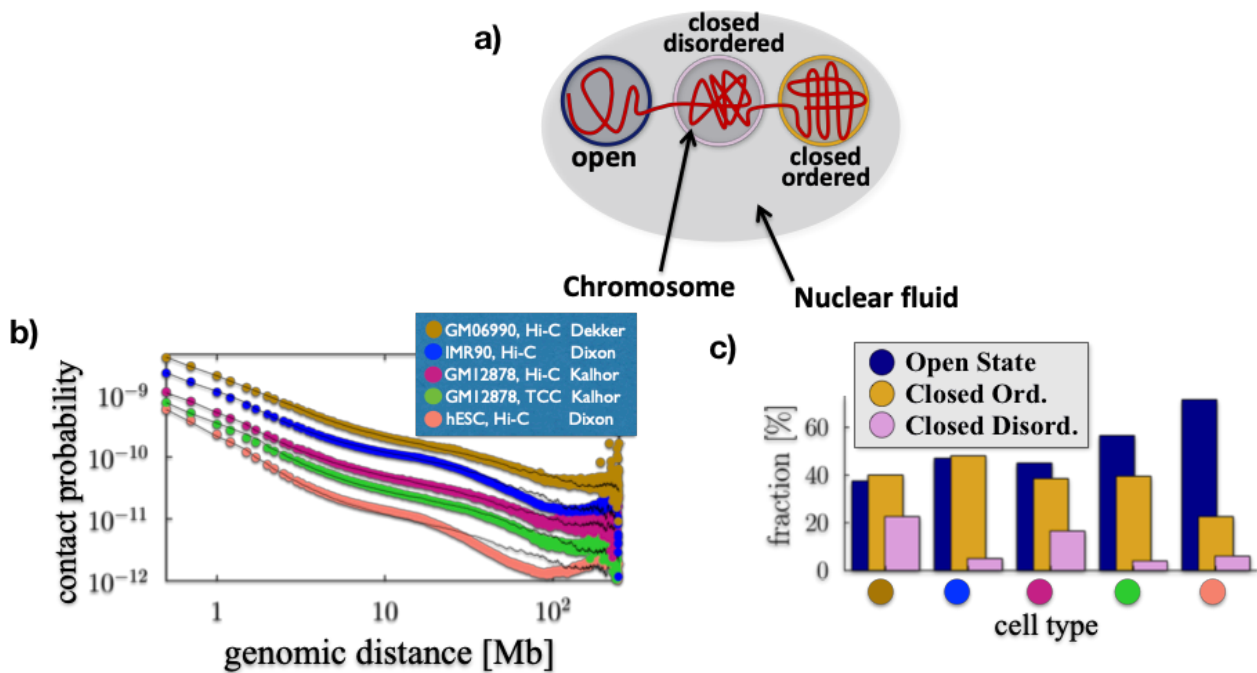 a)
closed
disordered
open
closed
ordered
Chromosome
Nuclear fluid
b)
GM06990, Hi-C Dekker
IMR90, Hi-C Dixon
GM12878, Hi-C Kalhor
GM12878, TCC Kalhor
hESC, Hi-C Dixon
contact probability
10⁻⁹
10⁻¹⁰
10⁻¹¹
10⁻¹²
1 10 10²
genomic distance [Mb]
c)
Open State
Closed Ord.
Closed Disord.
fraction [%]
60
40
20
0
cell type